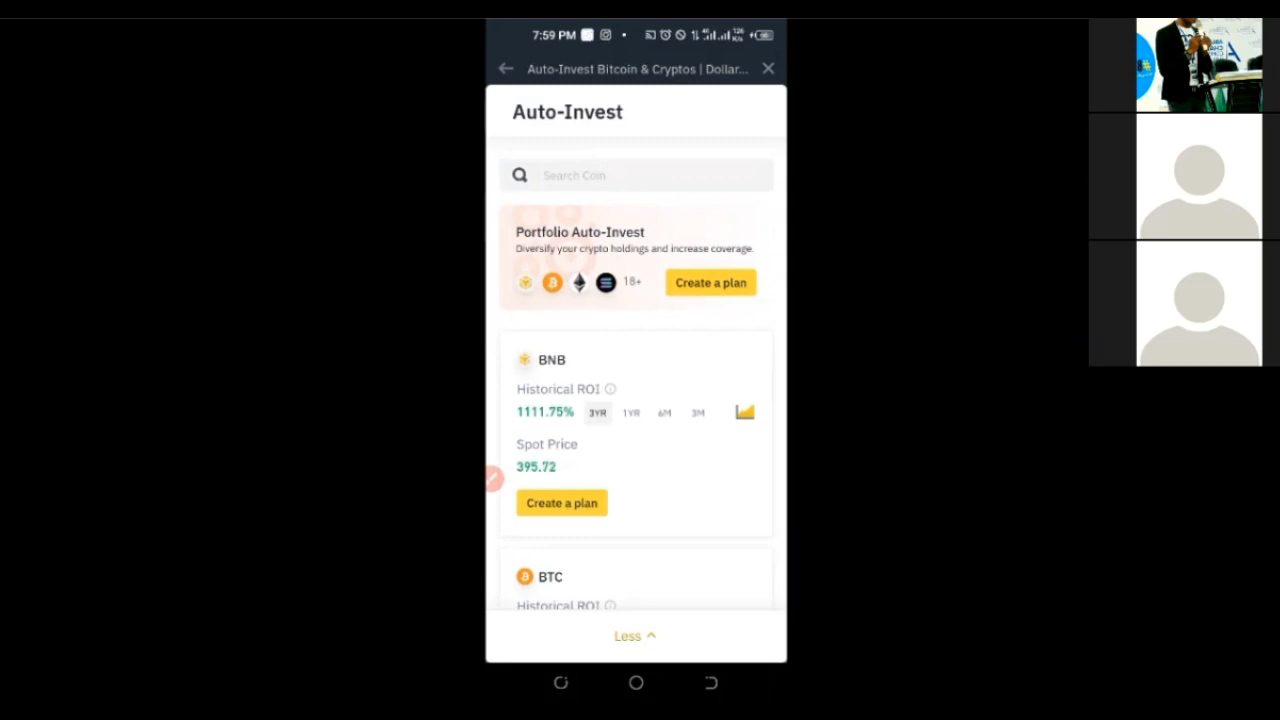 7:59 PM
Auto-Invest Bitcoin & Cryptos | Dollar...
Auto-Invest
Search Coin
Portfolio Auto-Invest
Diversify your crypto holdings and increase coverage.
18+
Create a plan
BNB
Historical ROI
1111.75% 3YR 1YR 6M 3M
Spot Price
395.72
Create a plan
BTC
Historical ROI
Less